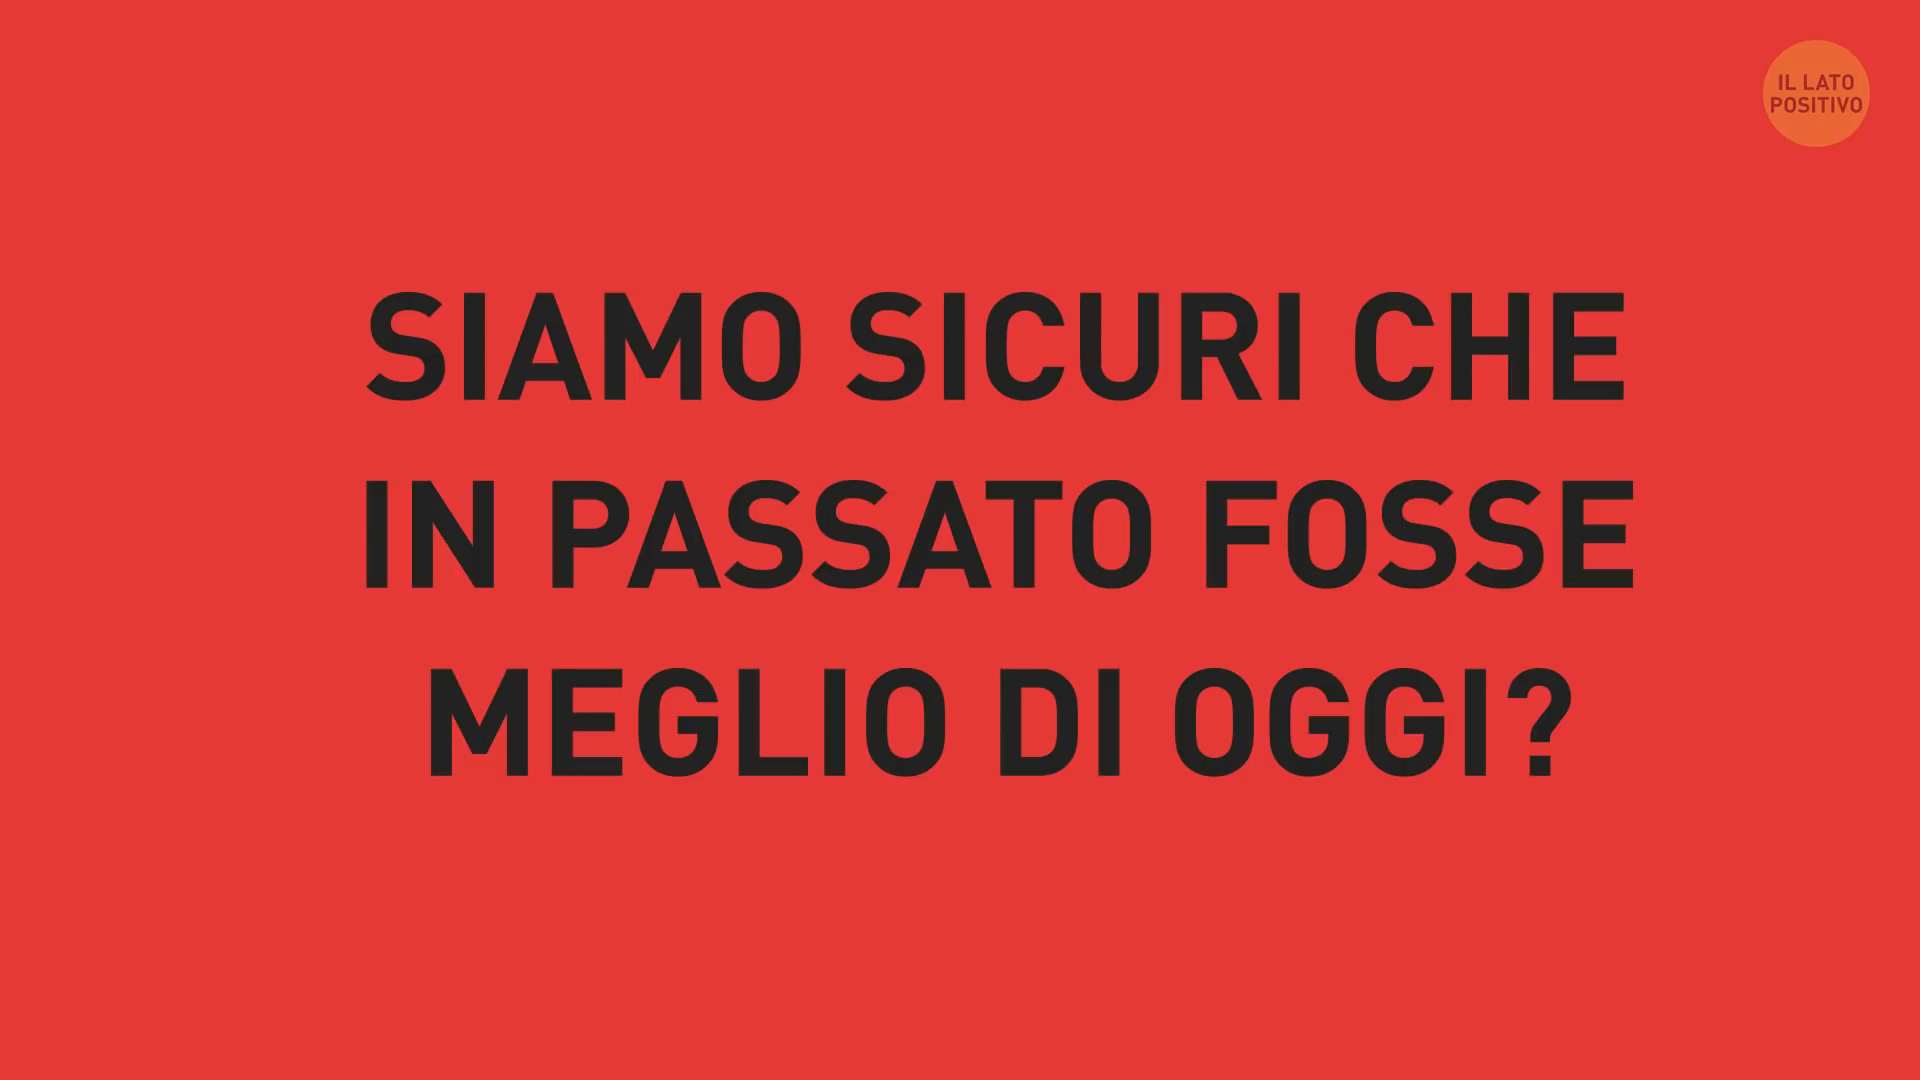 IL LATO
POSITIVO
SIAMO SICURI CHE
IN PASSATO FOSSE
MEGLIO DI OGGI?